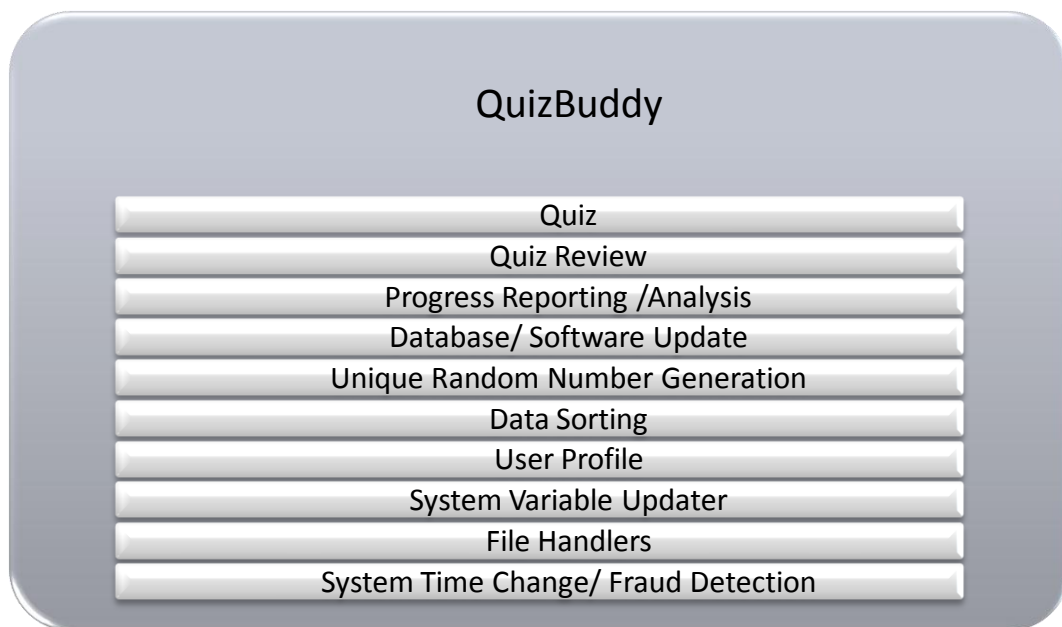 QuizBuddy
Quiz
Quiz Review
Progress Reporting /Analysis
Database/ Software Update
Unique Random Number Generation
Data Sorting
User Profile
System Variable Updater
File Handlers
System Time Change/ Fraud Detection